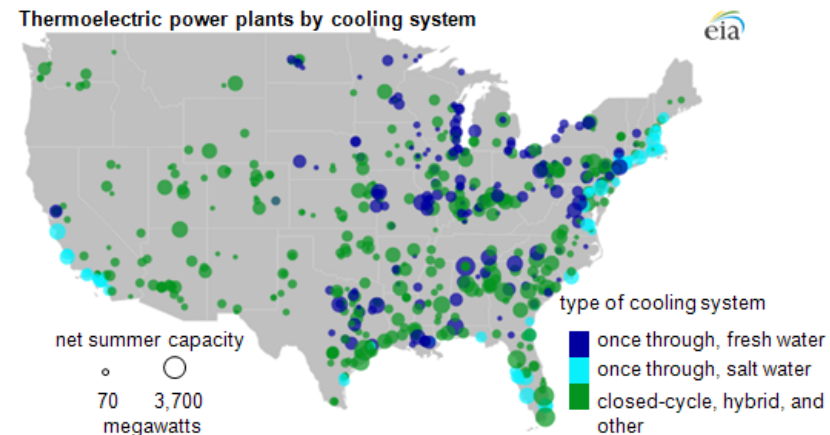 Thermoelectric power plants by cooling system
eia
type of cooling system
once through, fresh water
once through, salt water
closed-cycle, hybrid, and
other
net summer capacity
70 3,700
megawatts